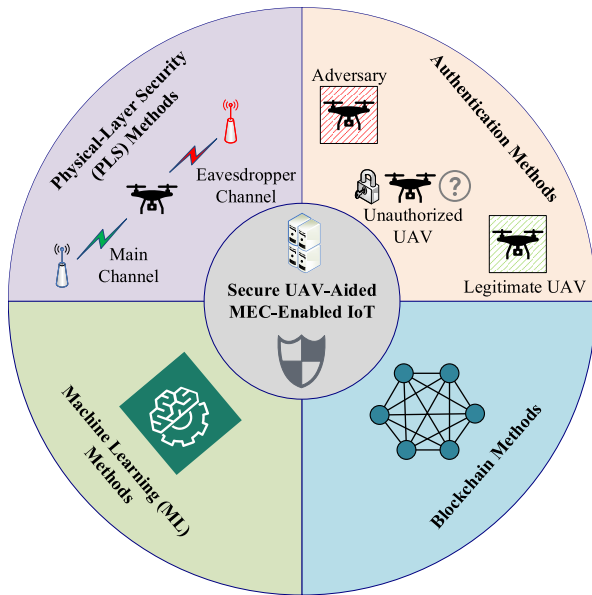 Physical-Layer Security
(PLS) Methods
Eavesdropper
Channel
Main
Channel
Authentication Methods
Adversary
?
Unauthorized
UAV
Legitimate UAV
Secure UAV-Aided
MEC-Enabled IoT
Machine Learning (ML)
Methods
Blockchain Methods